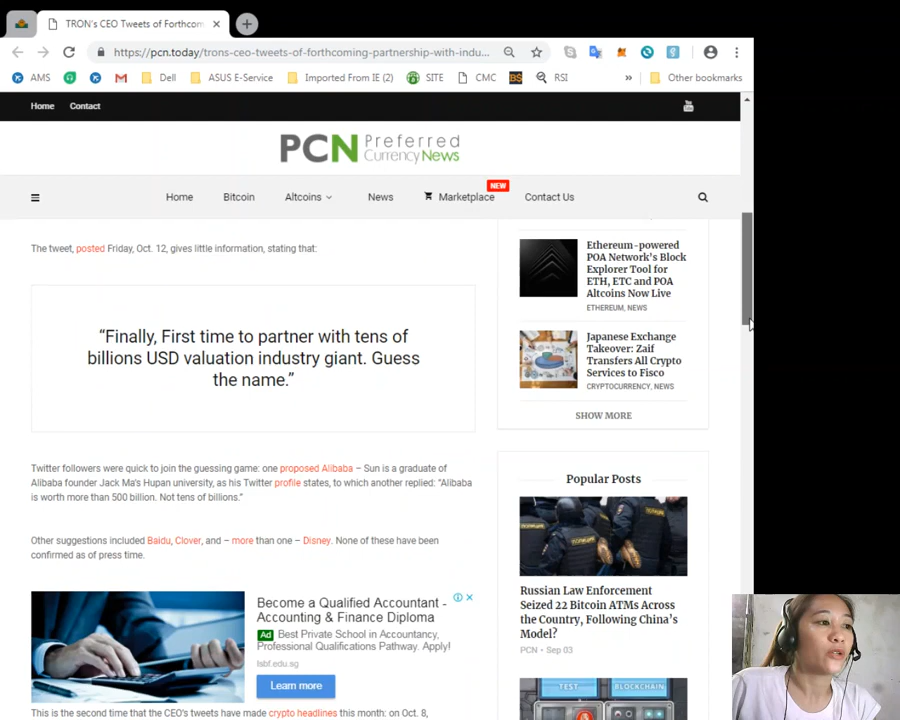 TRON's CEO Tweets of Forthcom
https://pcn.today/trons-ceo-tweets-of-forthcoming-partnership-with-indu...
AMS
Dell
ASUS E-Service
Imported From IE (2)
SITE
CMC
BS
RSI
»
Other bookmarks
Home
Contact
PCN Preferred
CurrencyNews
Home
Bitcoin
Altcoins
News
Marketplace
NEW
Contact Us
The tweet, posted Friday, Oct. 12, gives little information, stating that:
“Finally, First time to partner with tens of
billions USD valuation industry giant. Guess
the name.”
Twitter followers were quick to join the guessing game: one proposed Alibaba – Sun is a graduate of
Alibaba founder Jack Ma's Hupan university, as his Twitter profile states, to which another replied: “Alibaba
is worth more than 500 billion. Not tens of billions.”
Other suggestions included Baidu, Clover, and – more than one – Disney. None of these have been
confirmed as of press time.
Become a Qualified Accountant -
Accounting & Finance Diploma
Ad Best Private School in Accountancy,
Professional Qualifications Pathway. Apply!
lsbf.edu.sg
Learn more
This is the second time that the CEO's tweets have made crypto headlines this month: on Oct. 8,
Ethereum-powered
POA Network's Block
Explorer Tool for
ETH, ETC and POA
Altcoins Now Live
ETHEREUM, NEWS
Japanese Exchange
Takeover: Zaif
Transfers All Crypto
Services to Fisco
CRYPTOCURRENCY, NEWS
SHOW MORE
Popular Posts
Russian Law Enforcement
Seized 22 Bitcoin ATMs Across
the Country, Following China's
Model?
PCN • Sep 03
TEST
BLOCKCHAIN